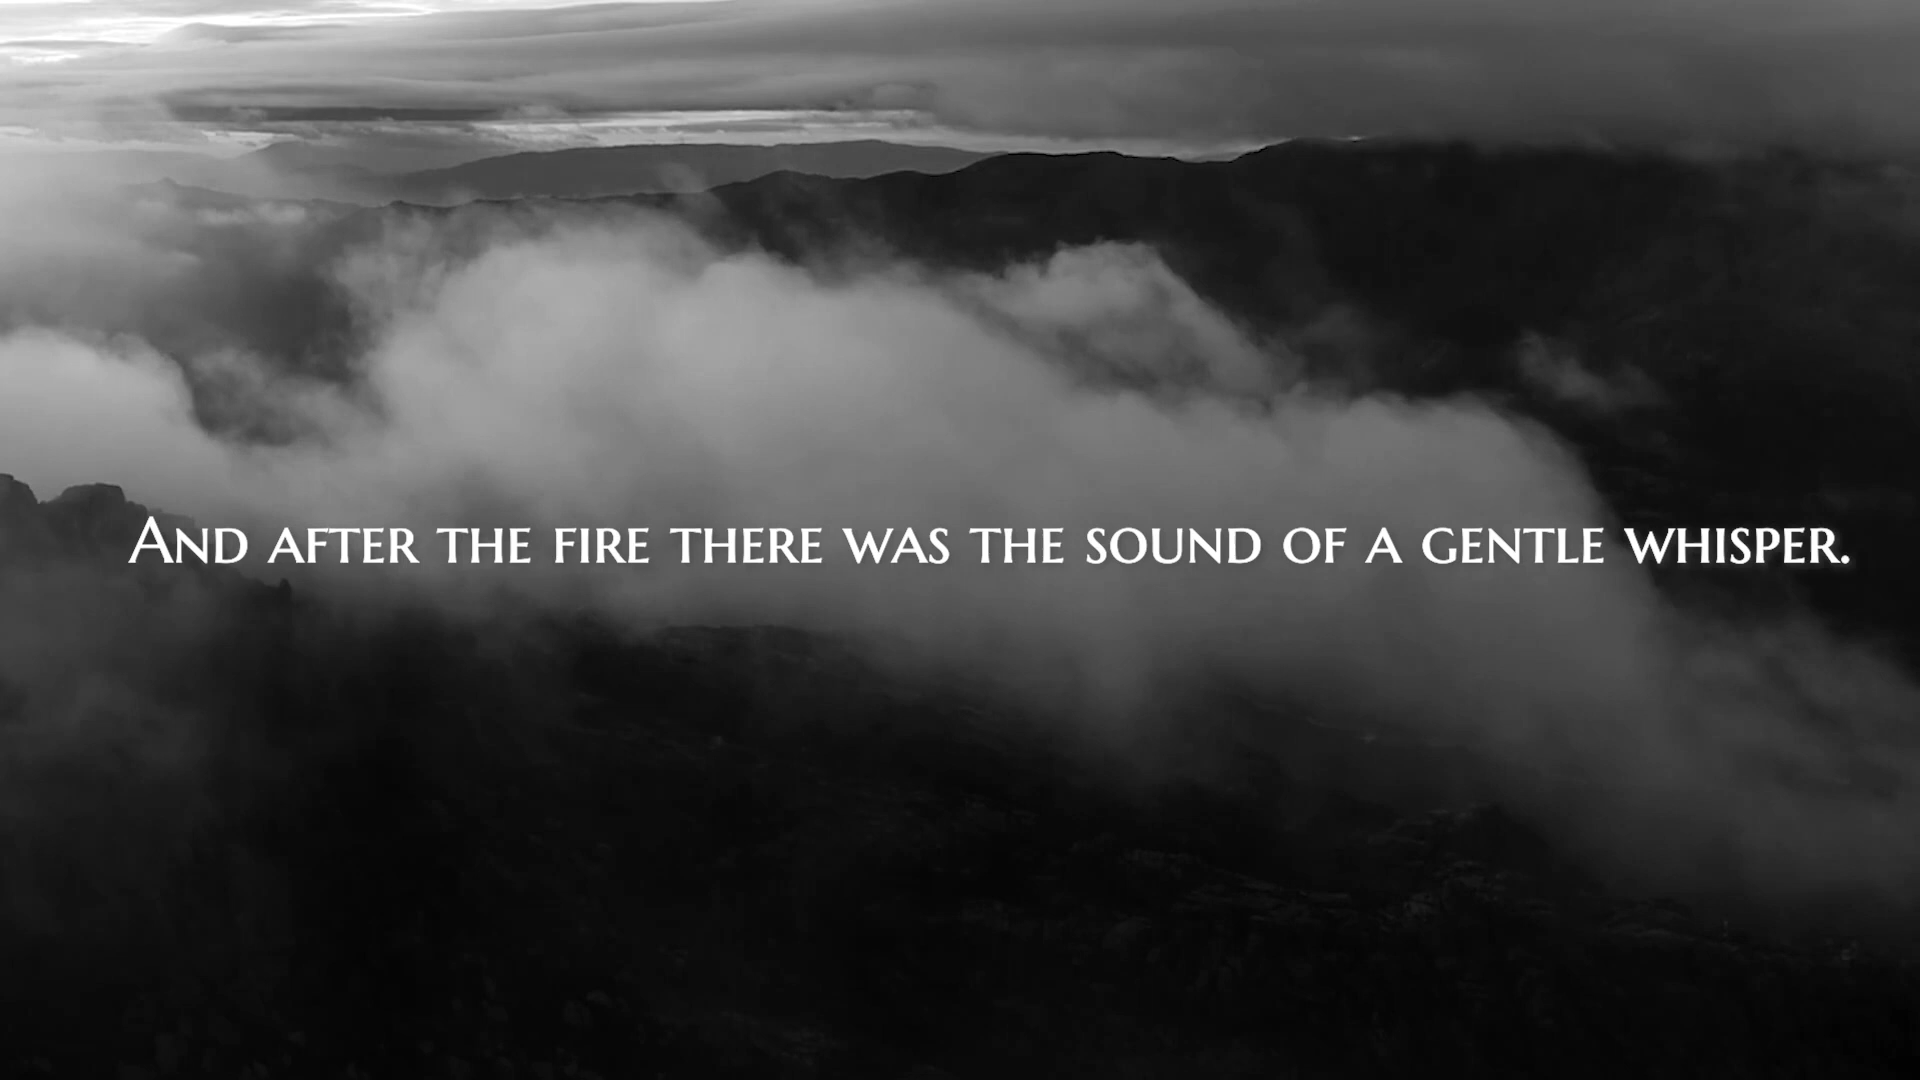 And after the fire there was the sound of a gentle whisper.